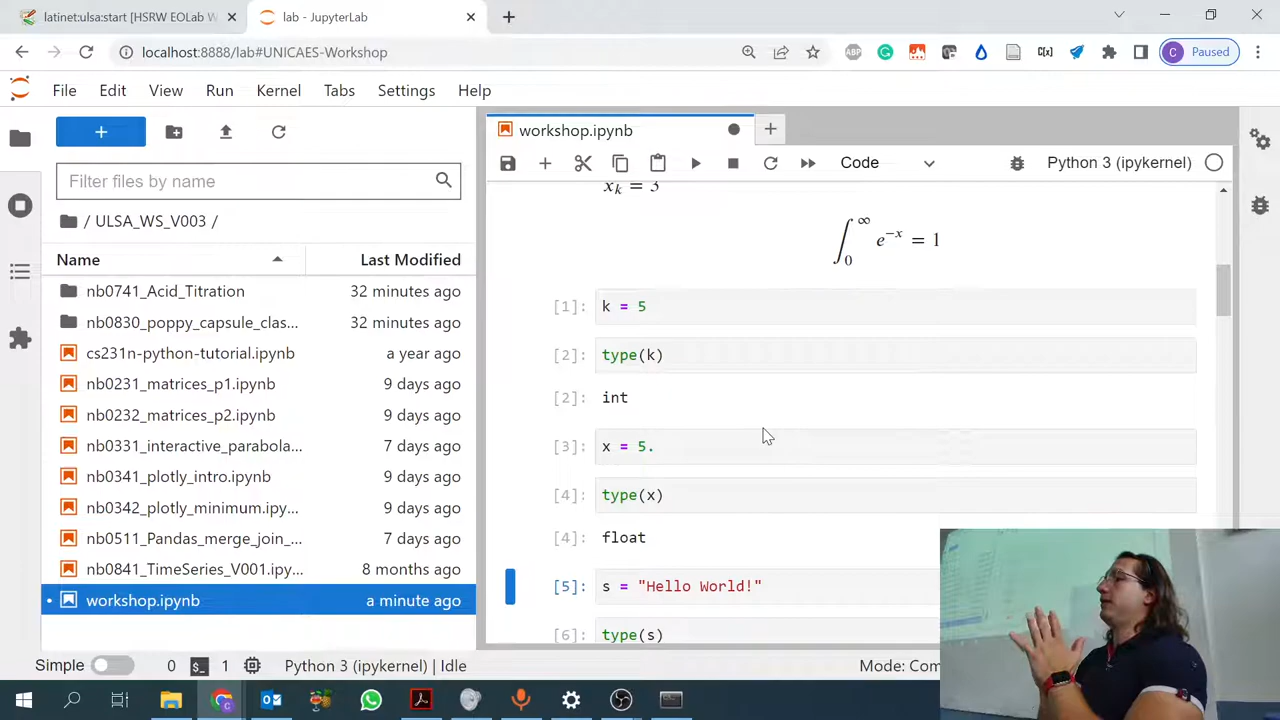 latinet:ulsa:start [HSRW EOLab W
lab - JupyterLab
localhost:8888/lab#UNICAES-Workshop
ABP
C(x)
C
Paused
File Edit View Run Kernel Tabs Settings Help
Filter files by name
/ ULSA_WS_V003 /
Name Last Modified
nb0741_Acid_Titration 32 minutes ago
nb0830_poppy_capsule_clas... 32 minutes ago
cs231n-python-tutorial.ipynb a year ago
nb0231_matrices_p1.ipynb 9 days ago
nb0232_matrices_p2.ipynb 9 days ago
nb0331_interactive_parabola... 7 days ago
nb0341_plotly_intro.ipynb 9 days ago
nb0342_plotly_minimum.ipy... 9 days ago
nb0511_Pandas_merge_join_... 7 days ago
nb0841_TimeSeries_V001.ipy... 8 months ago
workshop.ipynb a minute ago
workshop.ipynb
Code
Python 3 (ipykernel)
x_k = 3
∫_0^∞ e^{-x} = 1
[1]: k = 5
[2]: type(k)
[2]: int
[3]: x = 5.
[4]: type(x)
[4]: float
[5]: s = "Hello World!"
[6]: type(s)
Simple 0 1 Python 3 (ipykernel) | Idle
Mode: Com